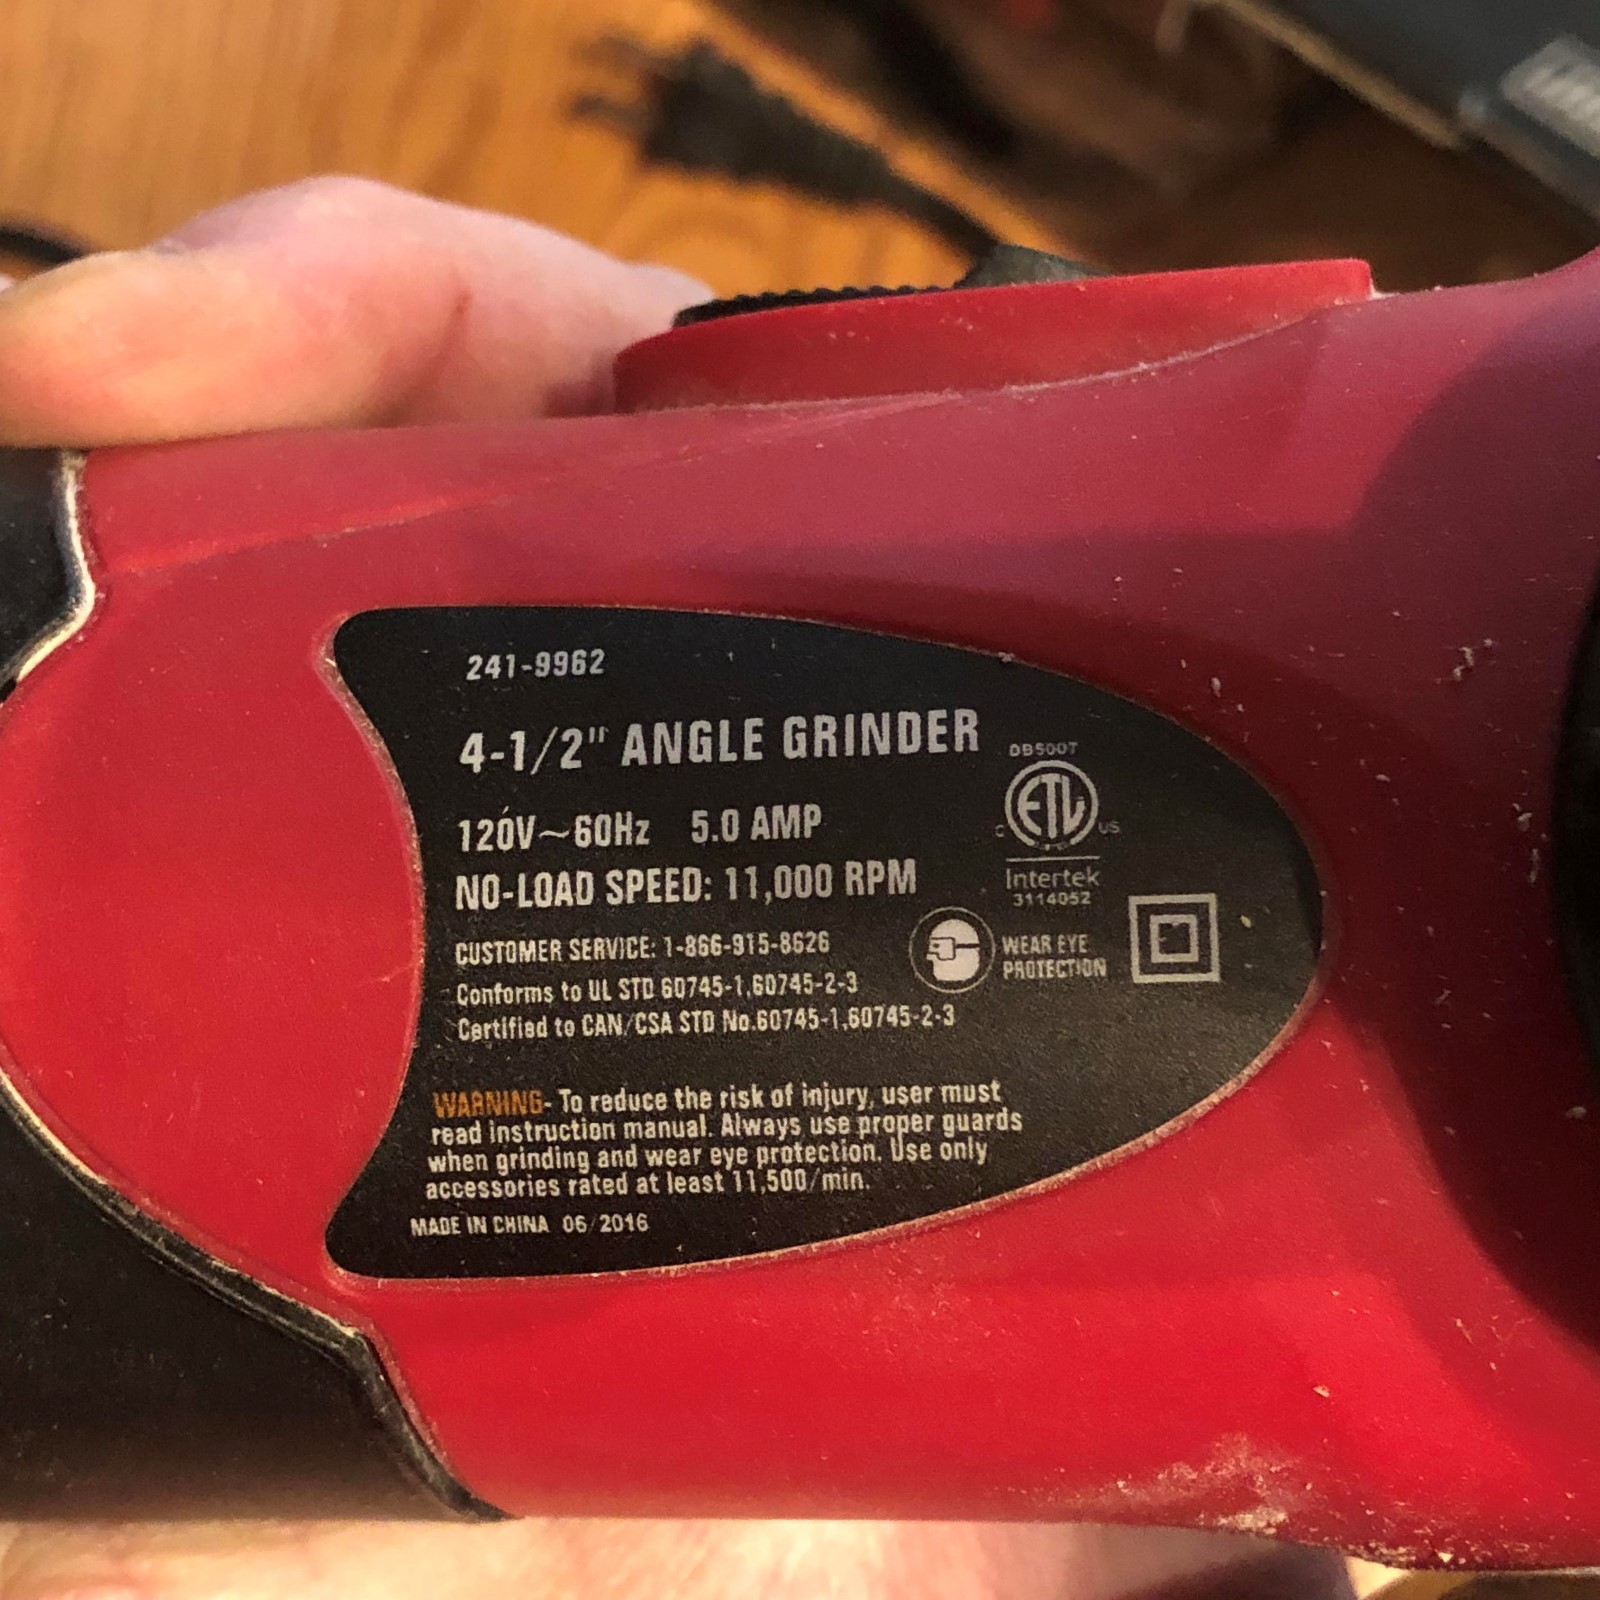 241-9962
4-1/2" ANGLE GRINDER
DB500T
120V~60Hz 5.0 AMP
ETL
C US
NO-LOAD SPEED: 11,000 RPM
Intertek
3114052
CUSTOMER SERVICE: 1-866-915-8626
WEAR EYE
PROTECTION
Conforms to UL STD 60745-1,60745-2-3
Certified to CAN/CSA STD No.60745-1,60745-2-3
WARNING- To reduce the risk of injury, user must
read instruction manual. Always use proper guards
when grinding and wear eye protection. Use only
accessories rated at least 11,500/min.
MADE IN CHINA 06/2016